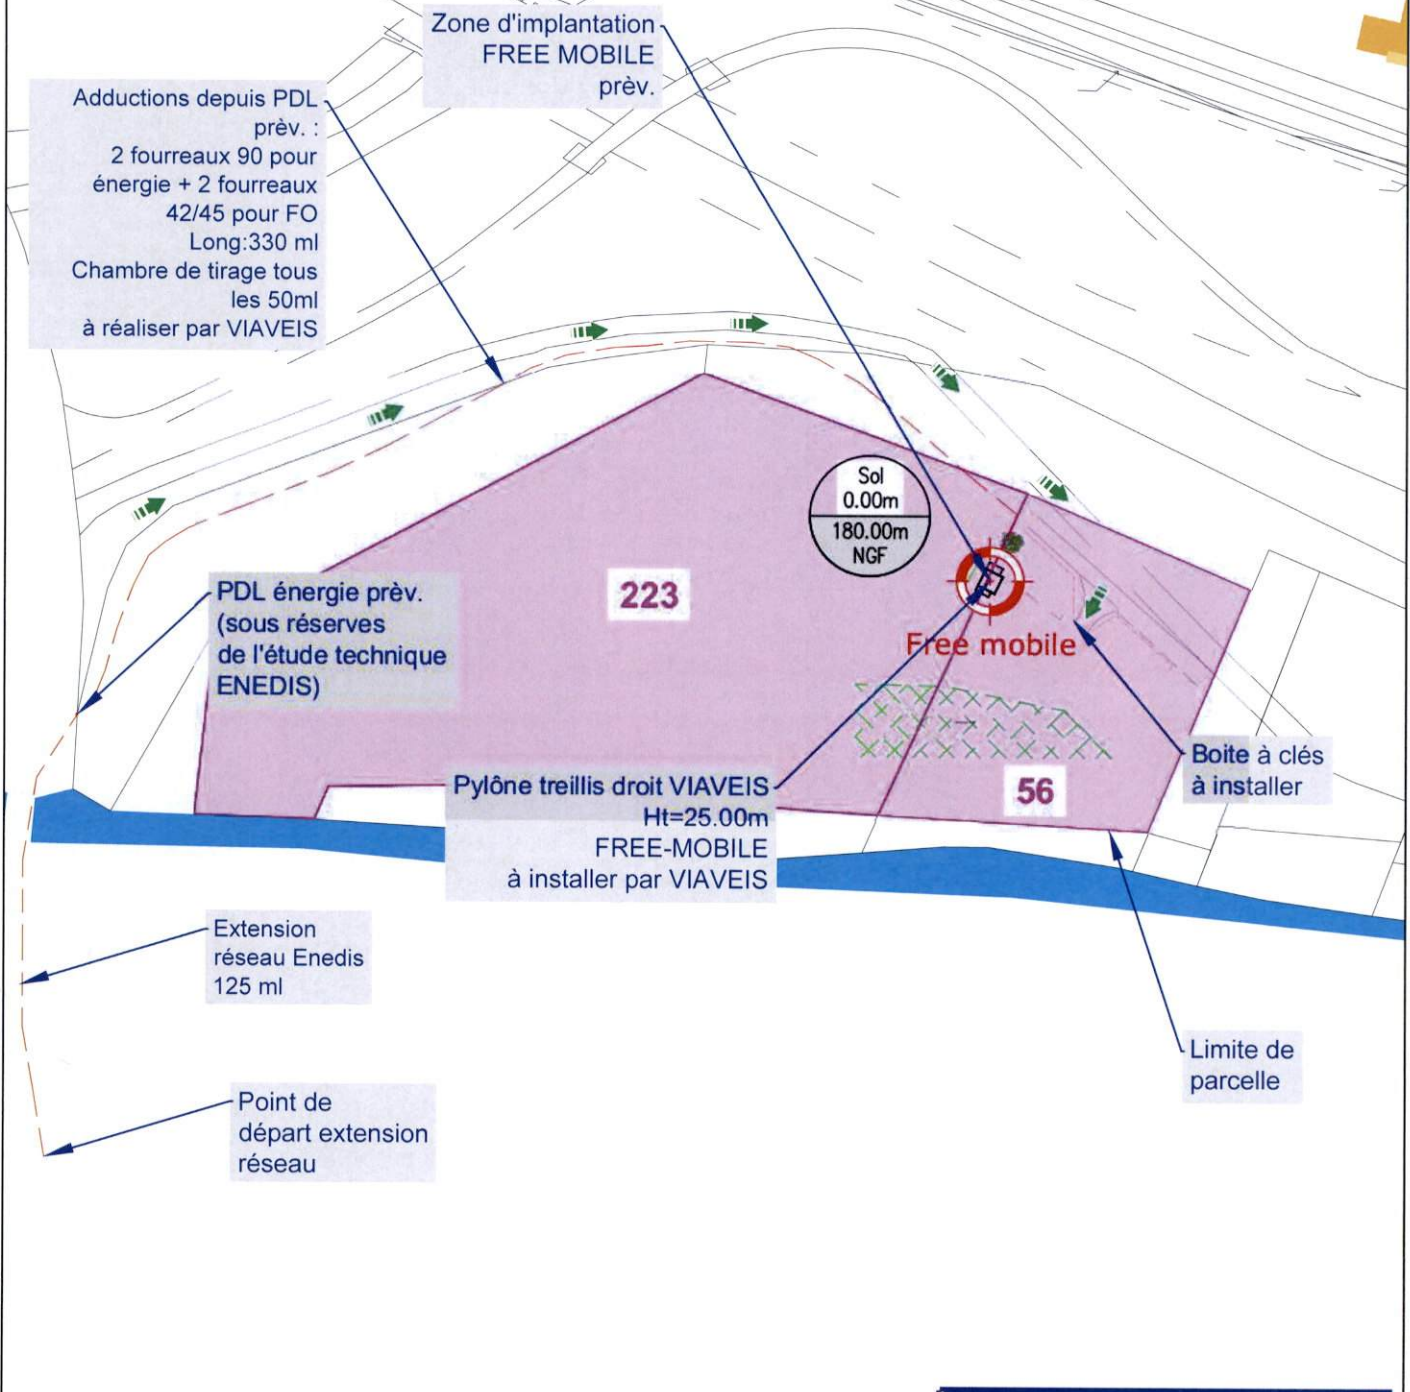 Zone d'implantation
FREE MOBILE
prèv.
Adductions depuis PDL
prèv. :
2 fourreaux 90 pour
énergie + 2 fourreaux
42/45 pour FO
Long:330 ml
Chambre de tirage tous
les 50ml
à réaliser par VIAVEIS
Sol
0.00m
180.00m
NGF
223
PDL énergie prèv.
(sous réserves
de l'étude technique
ENEDIS)
Free mobile
Pylône treillis droit VIAVEIS
Ht=25.00m
FREE-MOBILE
à installer par VIAVEIS
56
Boite à clés
à installer
Extension
réseau Enedis
125 ml
Limite de
parcelle
Point de
départ extension
réseau